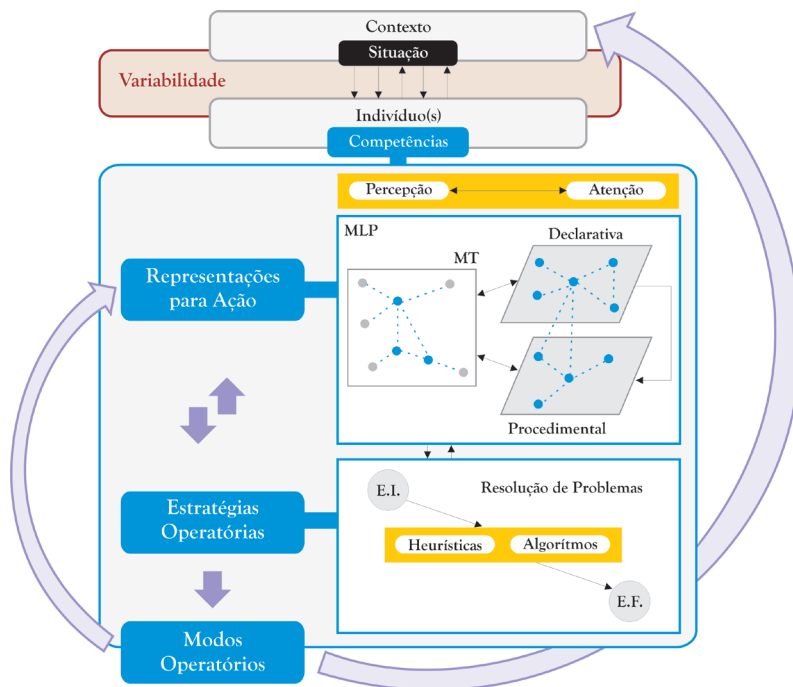 Contexto
Situação
Variabilidade
Indivíduo(s)
Competências
Percepção
Atenção
MLP
Declarativa
MT
Representações
para Ação
Procedimental
E.I.
Resolução de Problemas
Estratégias
Operatórias
Heurísticas
Algorítmos
E.F.
Modos
Operatórios